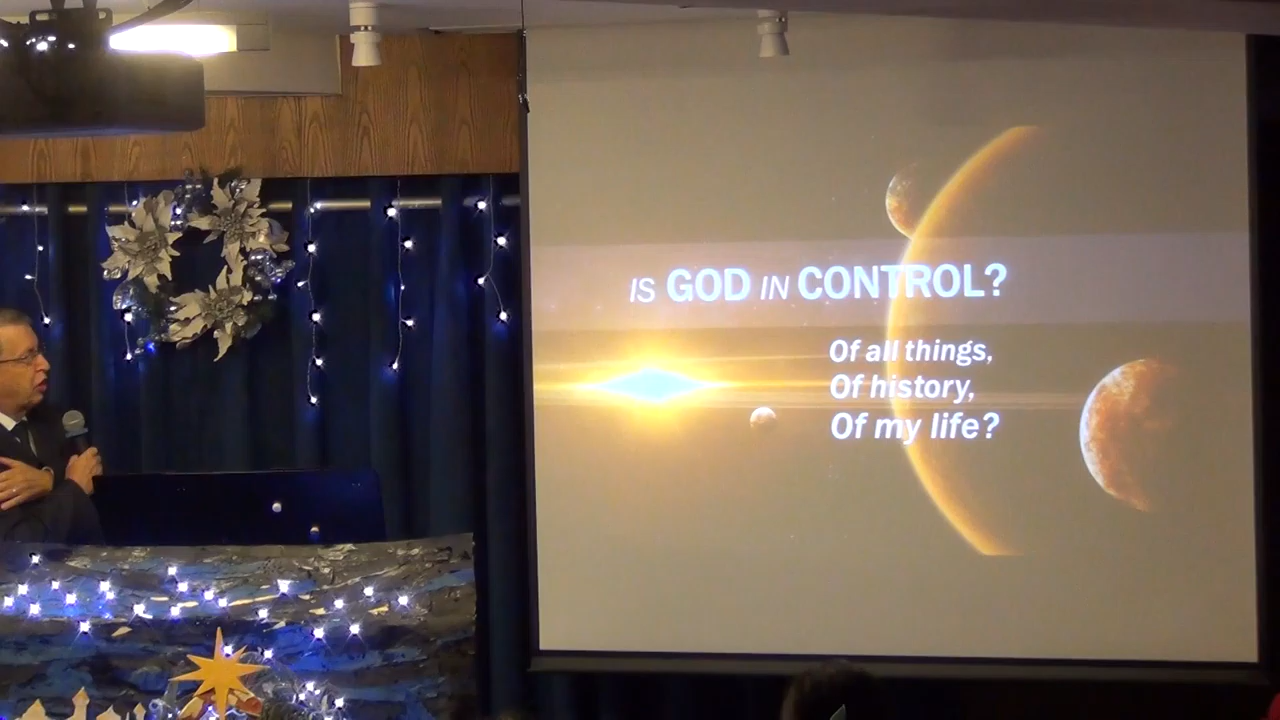 IS GOD IN CONTROL?
Of all things,
Of history,
Of my life?